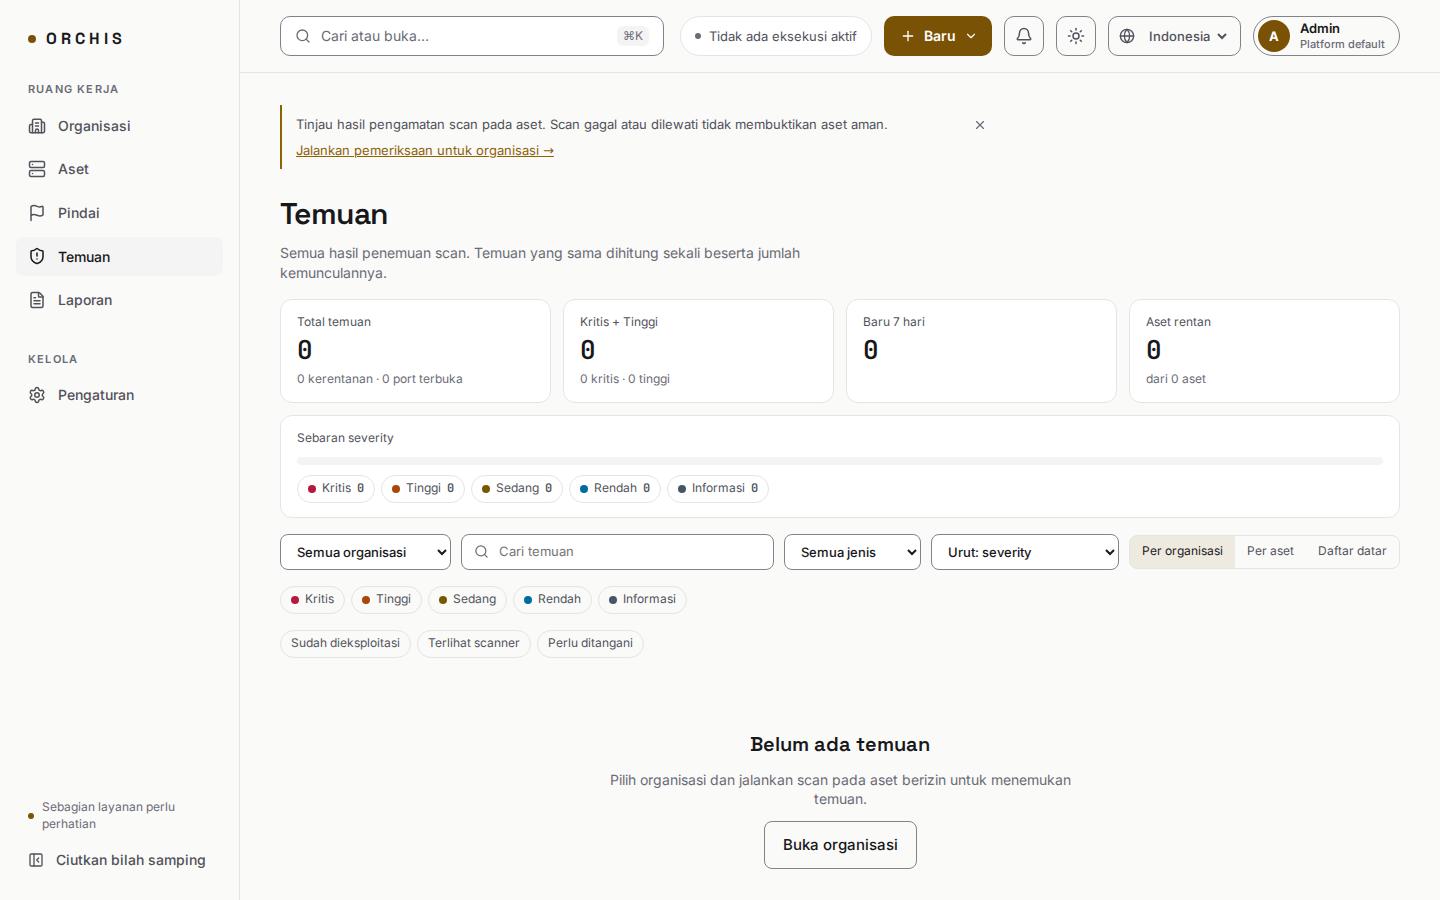 ORCHIS
Cari atau buka...
⌘K
Tidak ada eksekusi aktif
Baru
Indonesia
A
Admin
Platform default
RUANG KERJA
Organisasi
Aset
Pindai
Temuan
Laporan
KELOLA
Pengaturan
Sebagian layanan perlu
perhatian
Ciutkan bilah samping
Tinjau hasil pengamatan scan pada aset. Scan gagal atau dilewati tidak membuktikan aset aman.
Jalankan pemeriksaan untuk organisasi →
Temuan
Semua hasil penemuan scan. Temuan yang sama dihitung sekali beserta jumlah
kemunculannya.
Total temuan
0
0 kerentanan · 0 port terbuka
Kritis + Tinggi
0
0 kritis · 0 tinggi
Baru 7 hari
0
Aset rentan
0
dari 0 aset
Sebaran severity
Kritis 0
Tinggi 0
Sedang 0
Rendah 0
Informasi 0
Semua organisasi
Cari temuan
Semua jenis
Urut: severity
Per organisasi
Per aset
Daftar datar
Kritis
Tinggi
Sedang
Rendah
Informasi
Sudah dieksploitasi
Terlihat scanner
Perlu ditangani
Belum ada temuan
Pilih organisasi dan jalankan scan pada aset berizin untuk menemukan
temuan.
Buka organisasi